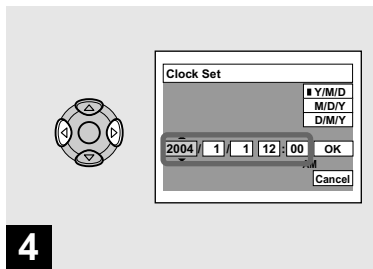 Clock Set
Y/M/D
M/D/Y
D/M/Y
2004 / 1 / 1 12 : 00 OK
AM
Cancel
4